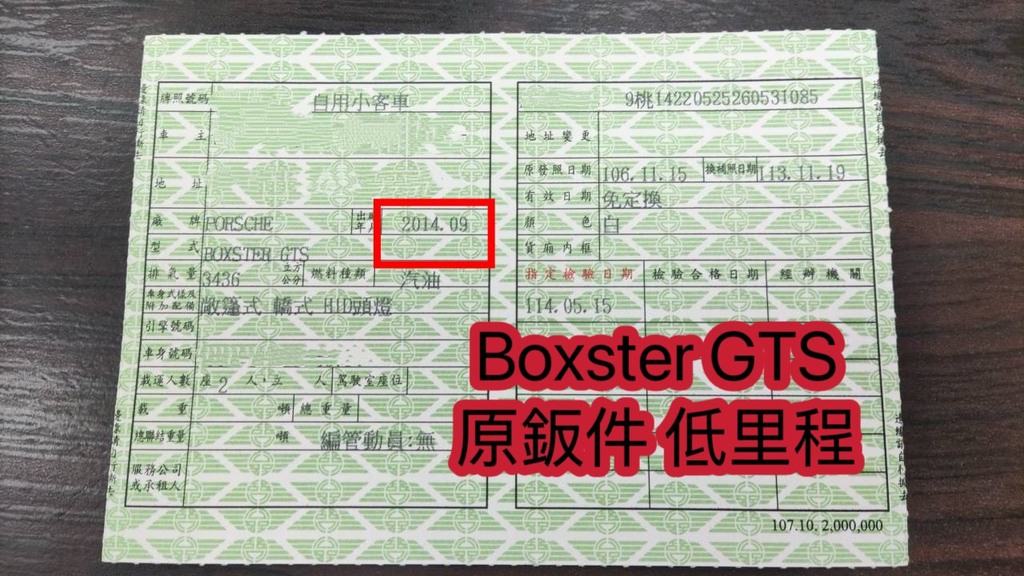 牌照號碼 自用小客車
車主
地址
廠牌 PORSCHE 出廠年月 2014.09
型式 BOXSTER GTS
排氣量 3436 立方公分 燃料種類 汽油
車身式樣及附加配備 敞篷式 轎式 HID頭燈
引擎號碼
車身號碼
載運人數 座 2 人,立 人 駕駛室座位
載重 噸 總重量
總聯結重量 噸 編管動員:無
服務公司或承租人
9桃14220525260531085
地址變更
原發照日期 106.11.15 換補照日期 113.11.19
有效日期 免定換
顏色 白
貨廂內框
指定檢驗日期 檢驗合格日期 經辦機關
114.05.15
Boxster GTS
原鈑件 低里程
107.10. 2,000,000